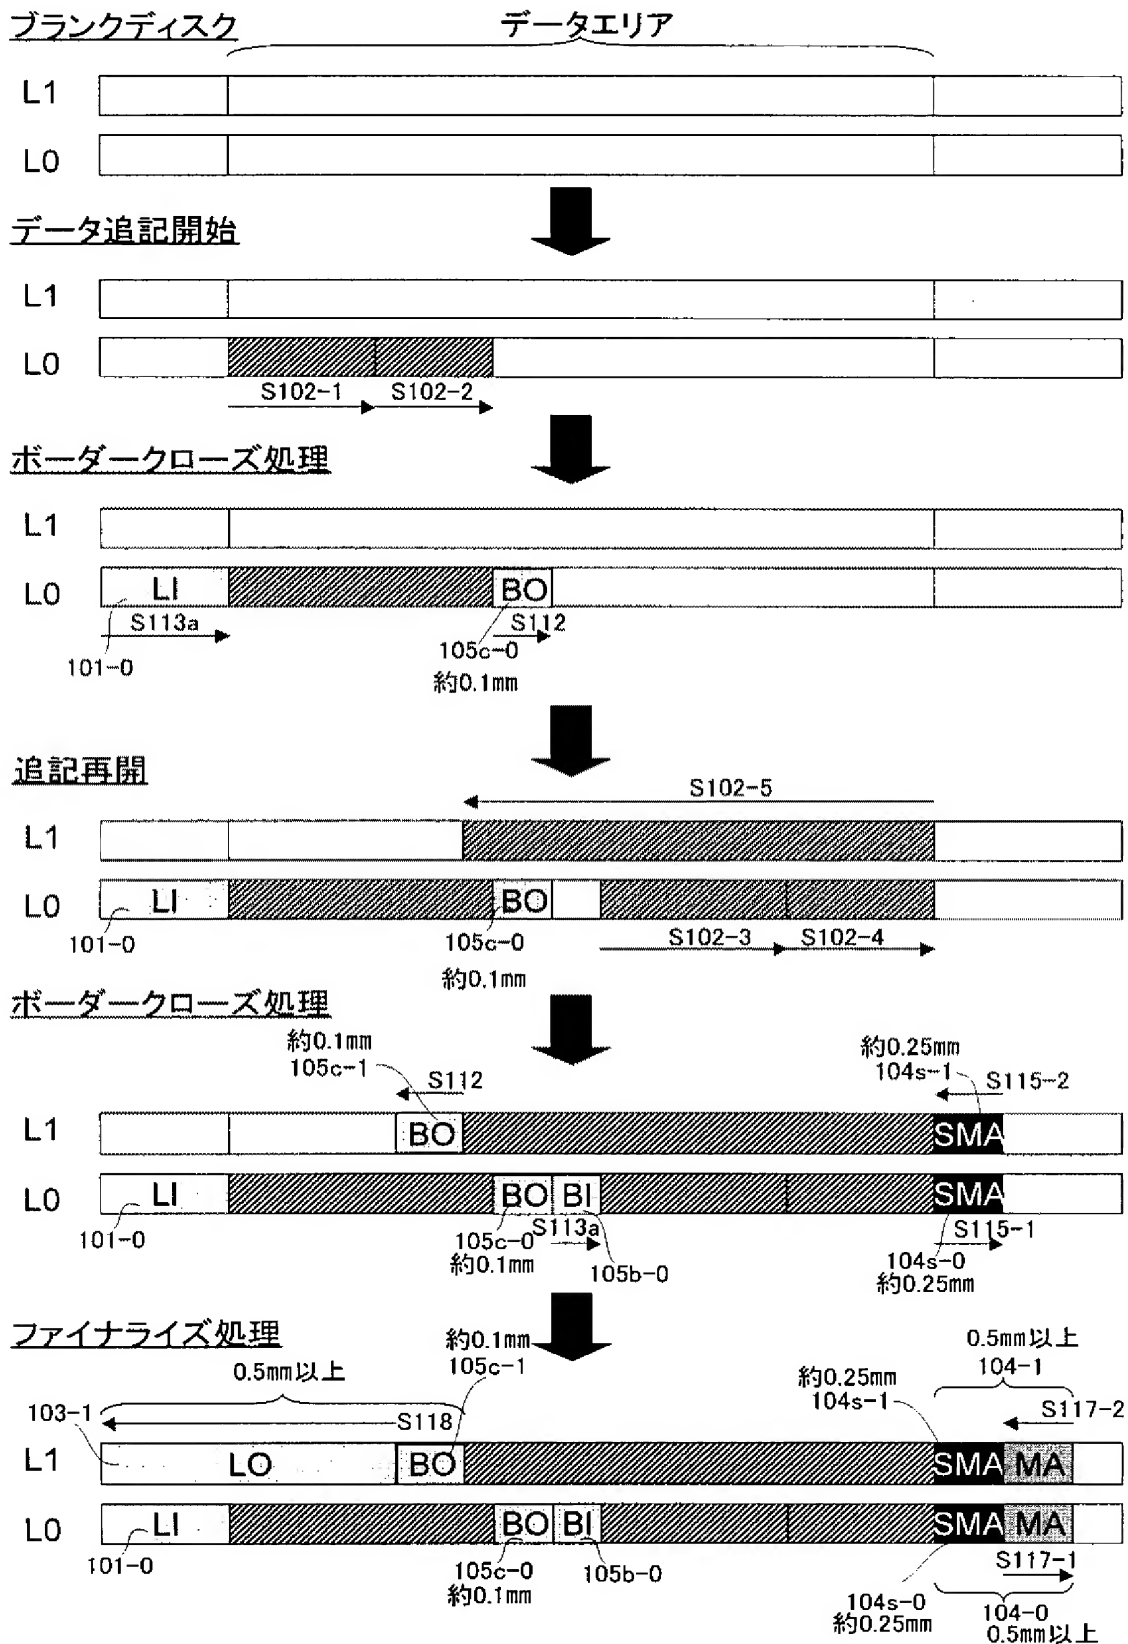 ブランクディスク
データエリア
L1
L0
データ追記開始
L1
L0
S102-1
S102-2
ボーダークローズ処理
L1
L0
LI
BO
S113a
S112
101-0
105c-0
約0.1mm
追記再開
S102-5
L1
L0
LI
BO
101-0
105c-0
S102-3
S102-4
約0.1mm
ボーダークローズ処理
約0.1mm
105c-1
S112
約0.25mm
104s-1
S115-2
L1
BO
SMA
L0
LI
BO
BI
SMA
101-0
105c-0
S113a
約0.1mm
105b-0
S115-1
104s-0
約0.25mm
ファイナライズ処理
約0.1mm
105c-1
0.5mm以上
0.5mm以上
104-1
約0.25mm
104s-1
103-1
S118
S117-2
L1
LO
BO
SMA
MA
L0
LI
BO
BI
SMA
MA
101-0
105c-0
約0.1mm
105b-0
S117-1
104s-0
約0.25mm
104-0
0.5mm以上